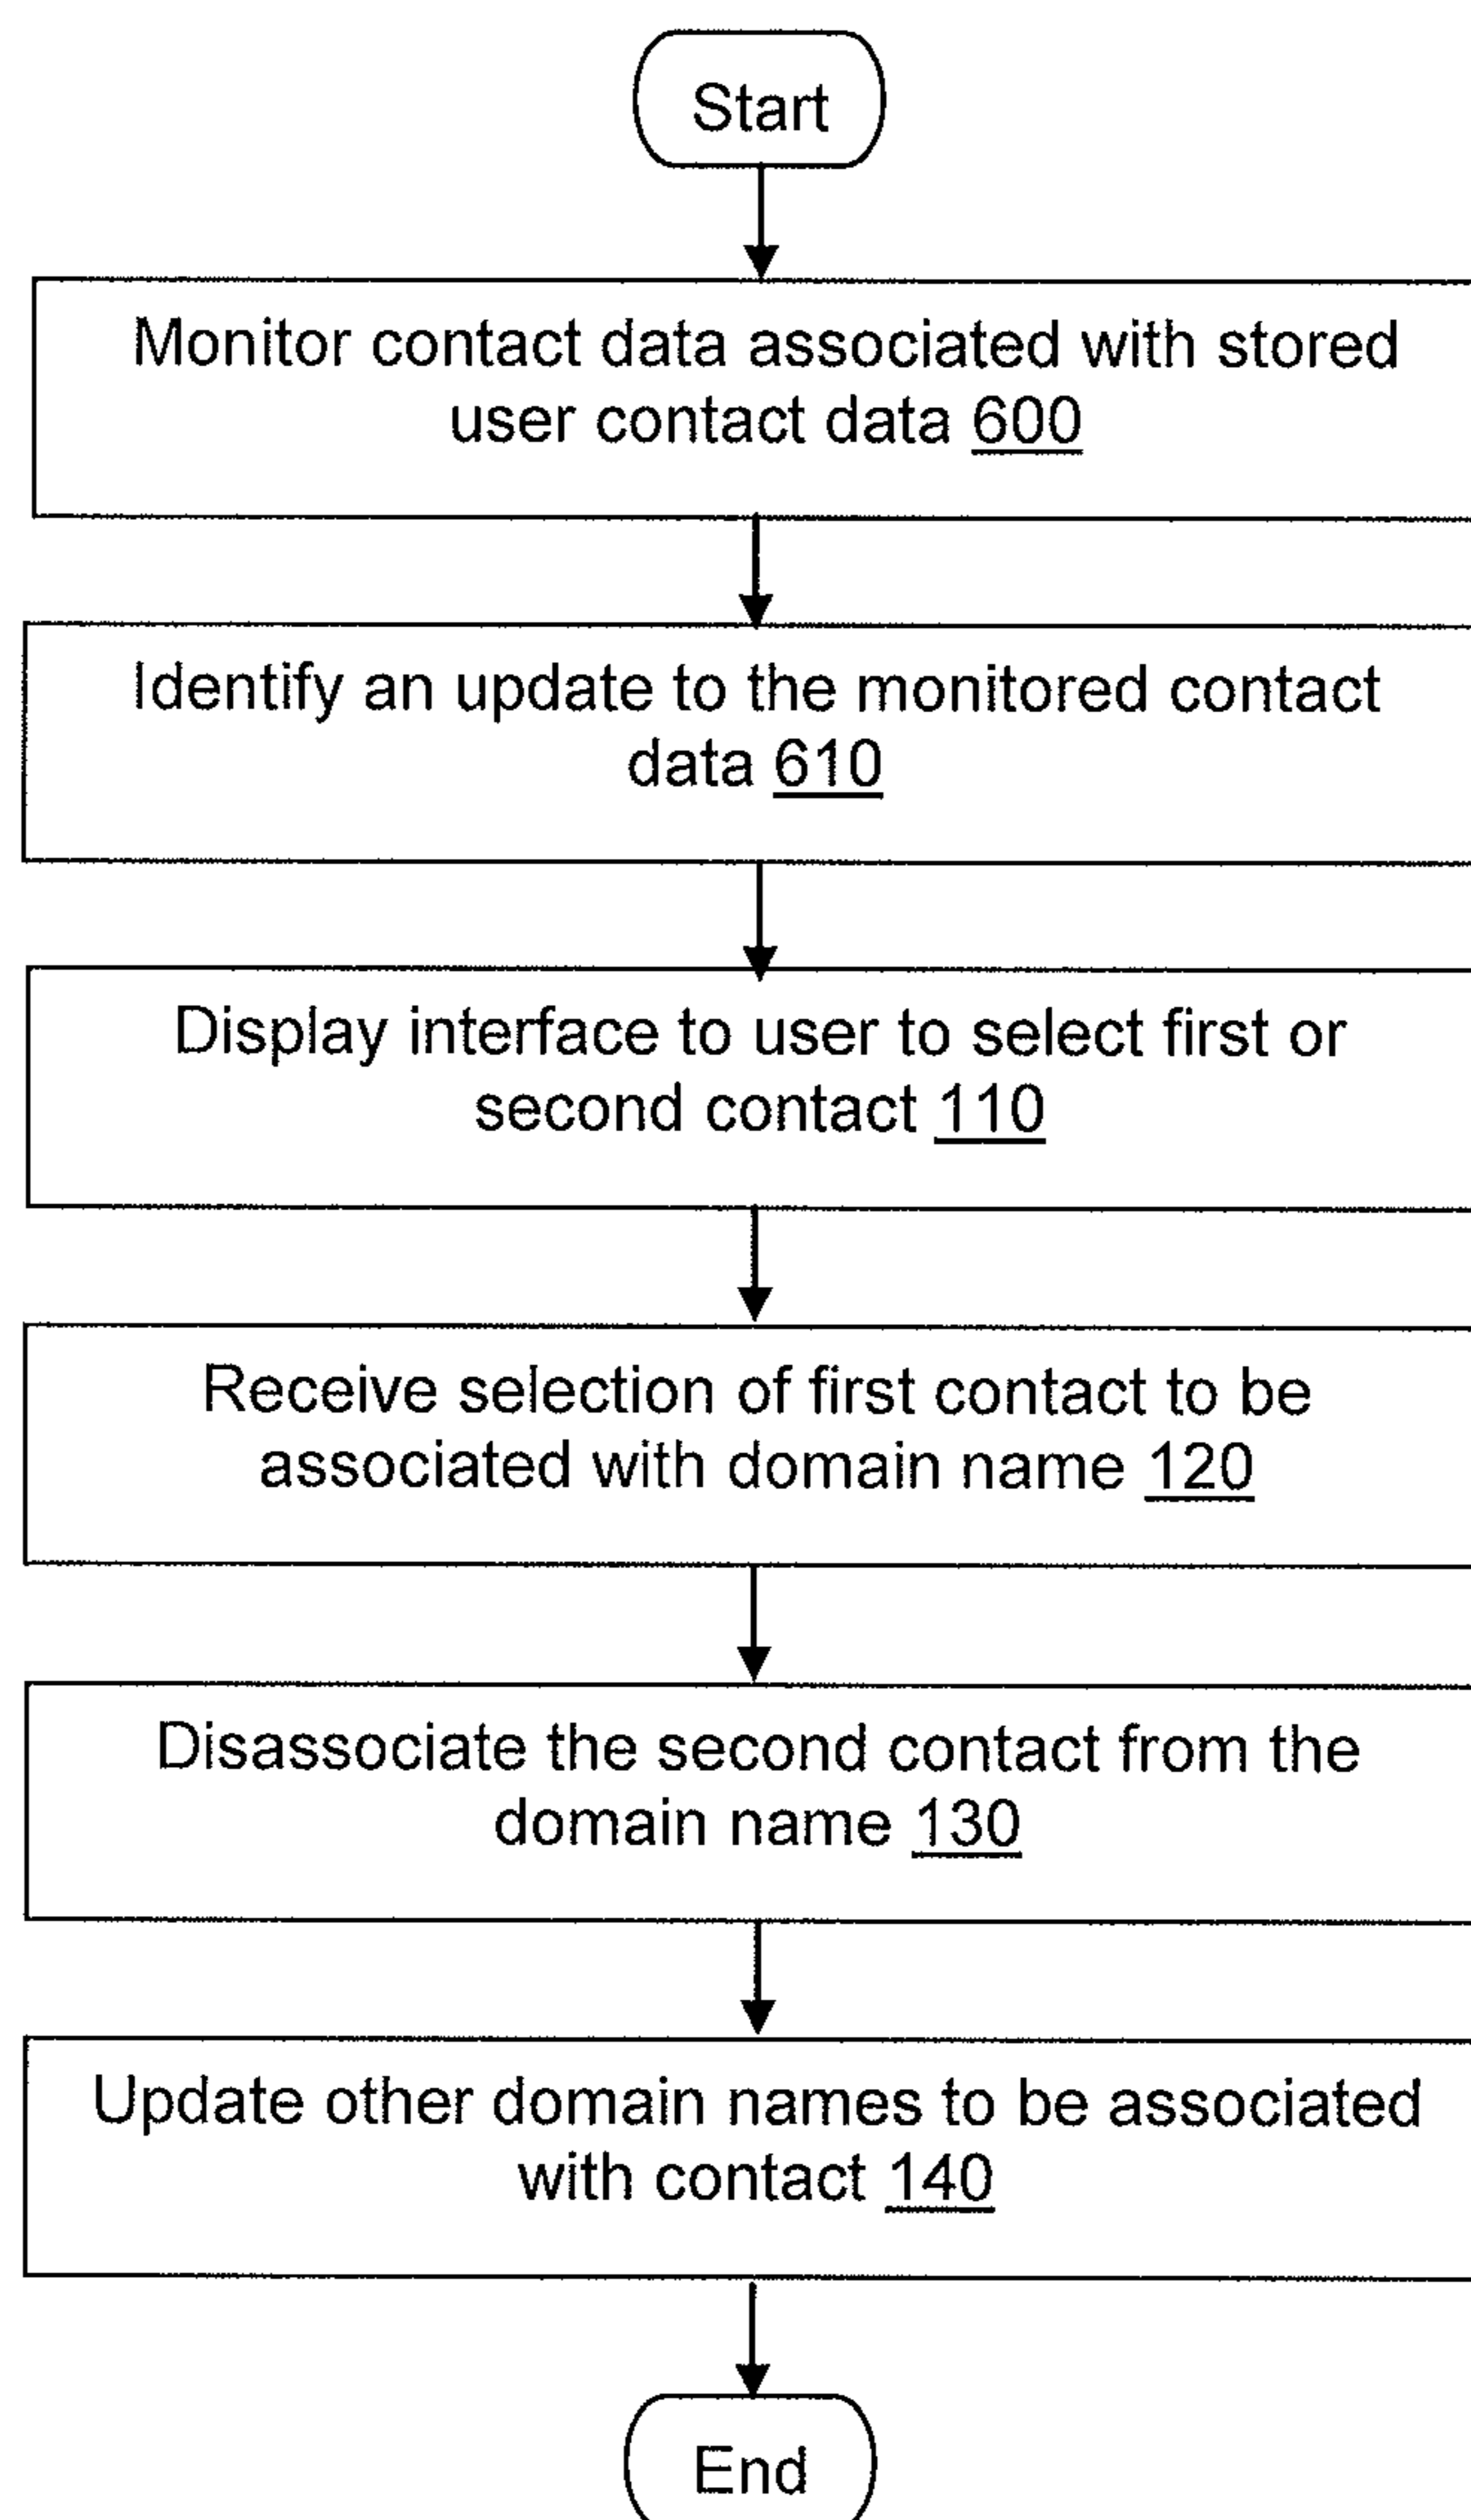 Start
Monitor contact data associated with stored
user contact data 600
Identify an update to the monitored contact
data 610
Display interface to user to select first or
second contact 110
Receive selection of first contact to be
associated with domain name 120
Disassociate the second contact from the
domain name 130
Update other domain names to be associated
with contact 140
End